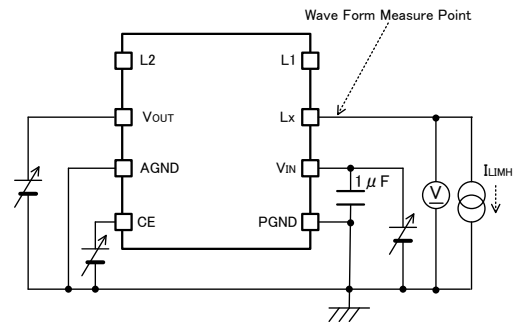 Wave Form Measure Point
L2 L1
VOUT Lx
AGND VIN
1μF
ILIMH
V
CE PGND